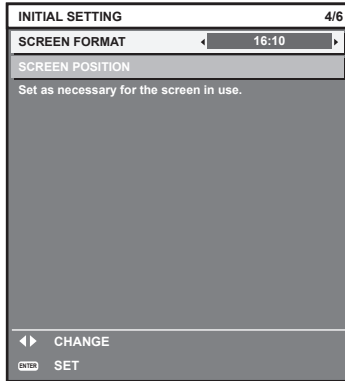 INITIAL SETTING 4/6
SCREEN FORMAT 16:10
SCREEN POSITION
Set as necessary for the screen in use.
CHANGE
ENTER SET